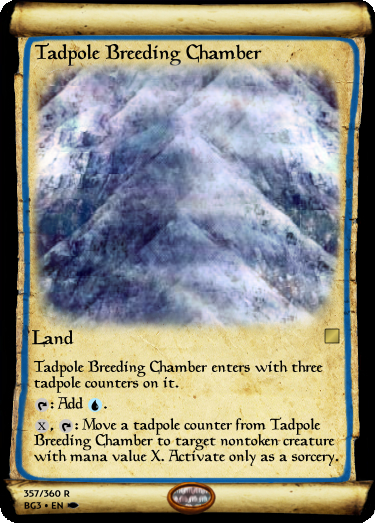 Tadpole Breeding Chamber
Land
Tadpole Breeding Chamber enters with three
tadpole counters on it.
: Add .
X, : Move a tadpole counter from Tadpole
Breeding Chamber to target nontoken creature
with mana value X. Activate only as a sorcery.
357/360 R
BG3 • EN